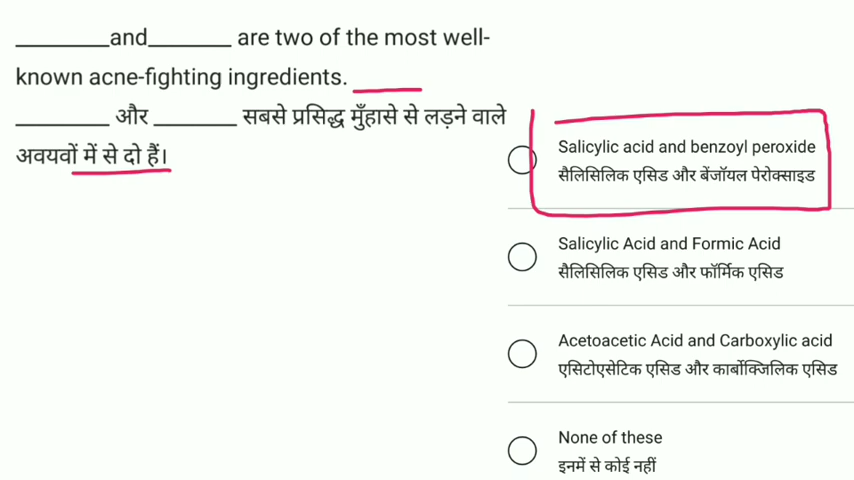 _________and________ are two of the most well-
known acne-fighting ingredients.
_________ और ________ सबसे प्रसिद्ध मुँहासे से लड़ने वाले
अवयवों में से दो हैं।
Salicylic acid and benzoyl peroxide
सैलिसिलिक एसिड और बेंजॉयल पेरोक्साइड
Salicylic Acid and Formic Acid
सैलिसिलिक एसिड और फॉर्मिक एसिड
Acetoacetic Acid and Carboxylic acid
एसिटोएसेटिक एसिड और कार्बोक्जिलिक एसिड
None of these
इनमें से कोई नहीं